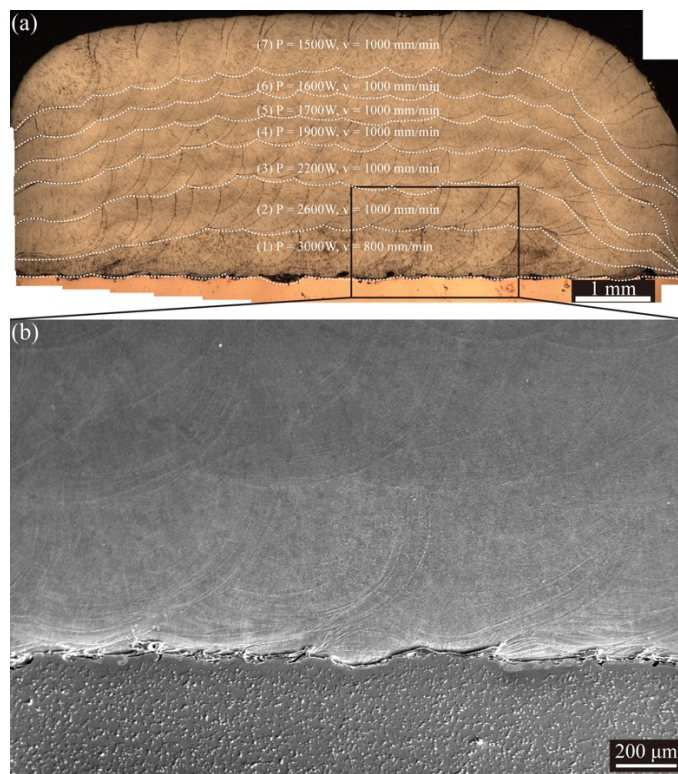 (a)
(7) P = 1500W, v = 1000 mm/min
(6) P = 1600W, v = 1000 mm/min
(5) P = 1700W, v = 1000 mm/min
(4) P = 1900W, v = 1000 mm/min
(3) P = 2200W, v = 1000 mm/min
(2) P = 2600W, v = 1000 mm/min
(1) P = 3000W, v = 800 mm/min
1 mm
(b)
200 μm